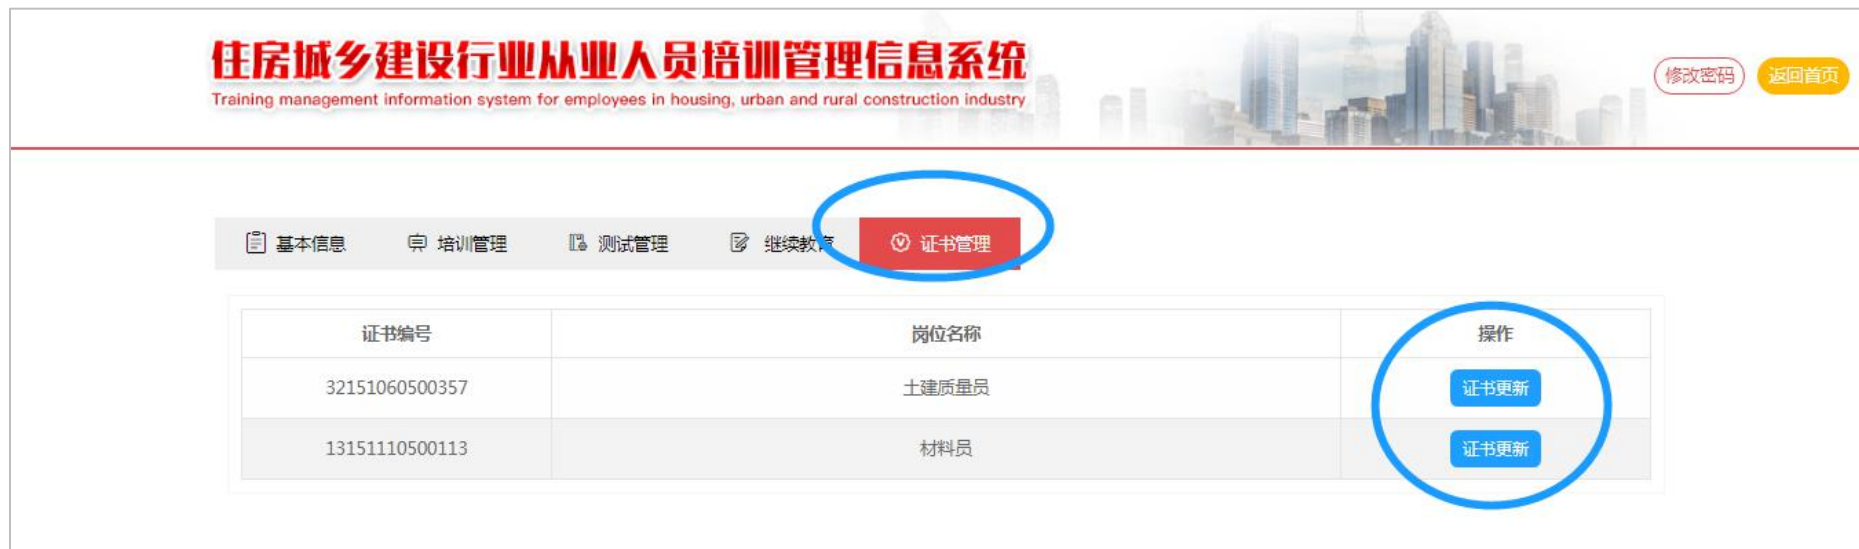 住房城乡建设行业从业人员培训管理信息系统
Training management information system for employees in housing, urban and rural construction industry
修改密码 返回首页
基本信息 培训管理 测试管理 继续教育 证书管理
证书编号 岗位名称 操作
32151060500357 土建质量员 证书更新
13151110500113 材料员 证书更新